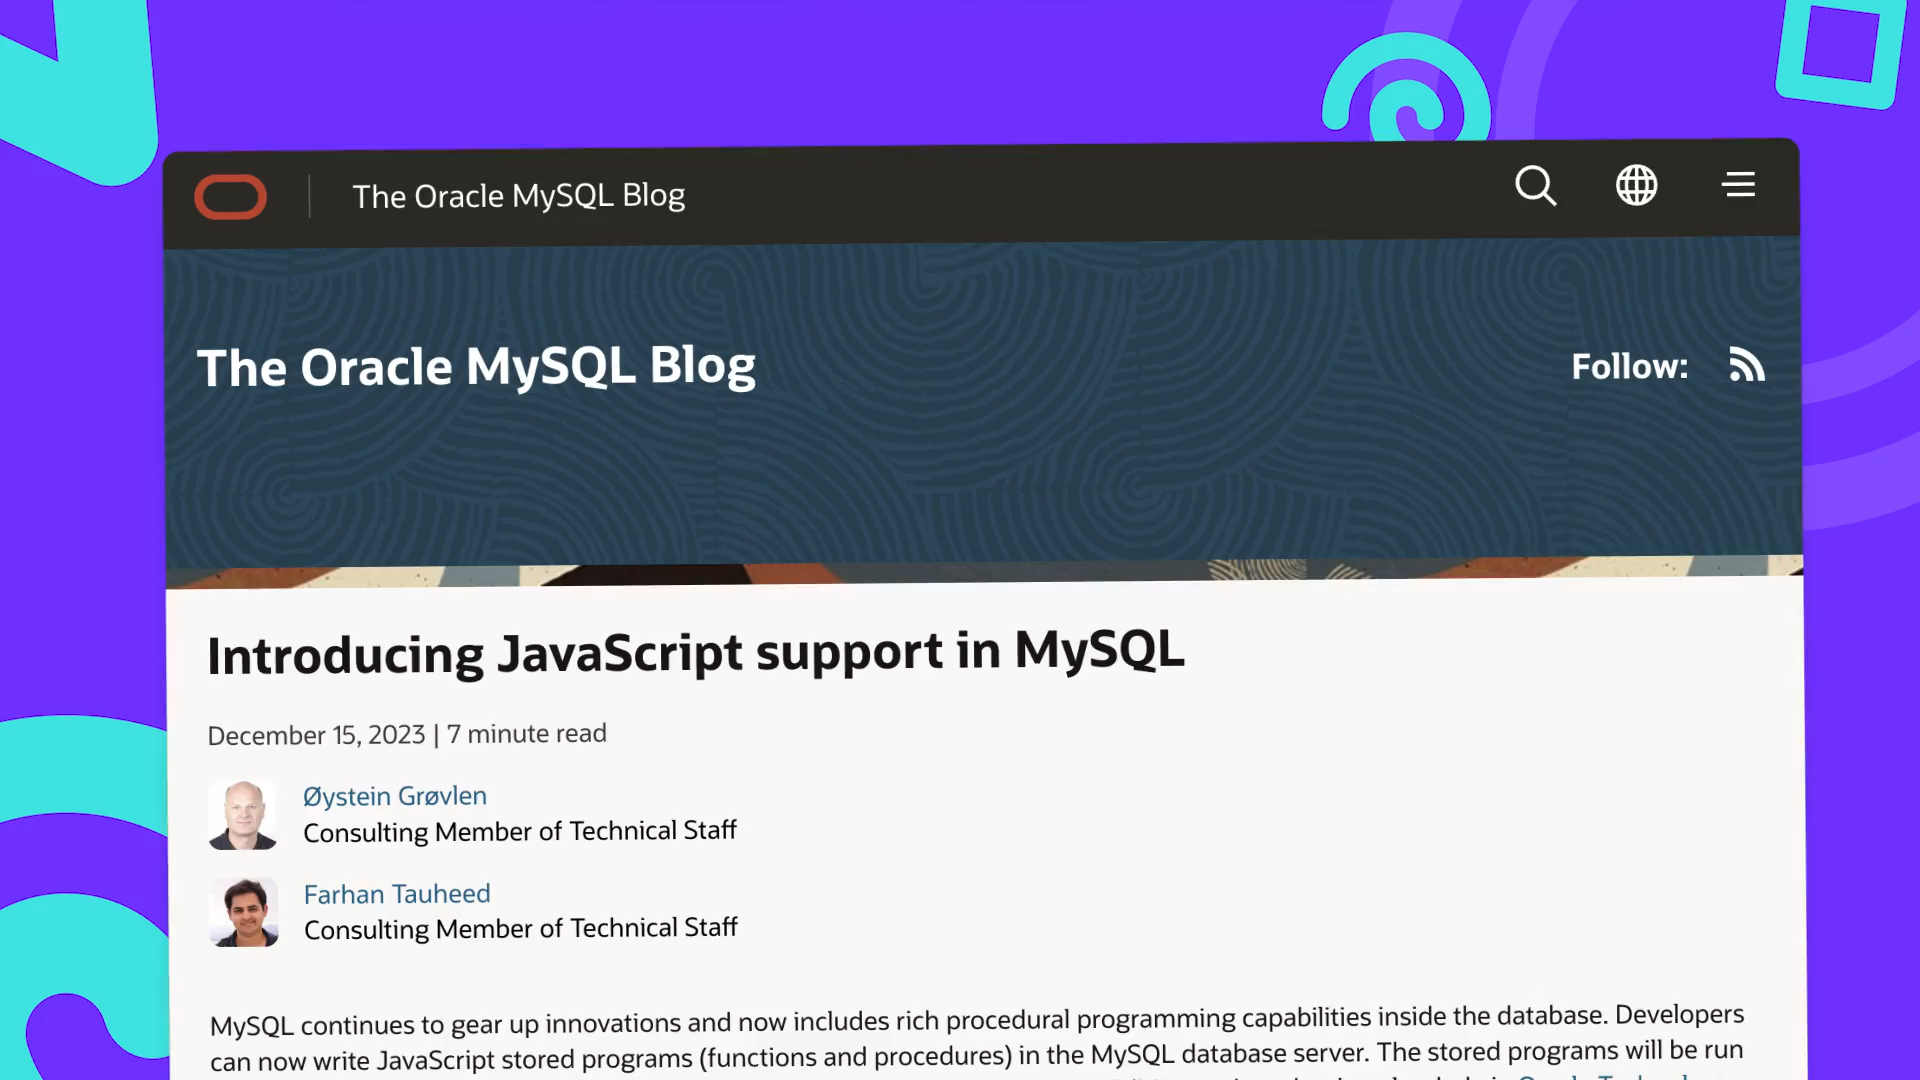 The Oracle MySQL Blog
The Oracle MySQL Blog
Follow:
Introducing JavaScript support in MySQL
December 15, 2023 | 7 minute read
Øystein Grøvlen
Consulting Member of Technical Staff
Farhan Tauheed
Consulting Member of Technical Staff
MySQL continues to gear up innovations and now includes rich procedural programming capabilities inside the database. Developers
can now write JavaScript stored programs (functions and procedures) in the MySQL database server. The stored programs will be run